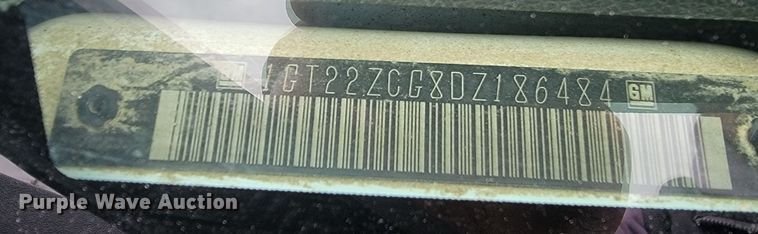 1GT22ZCG8DZ186484 GM
Purple Wave Auction